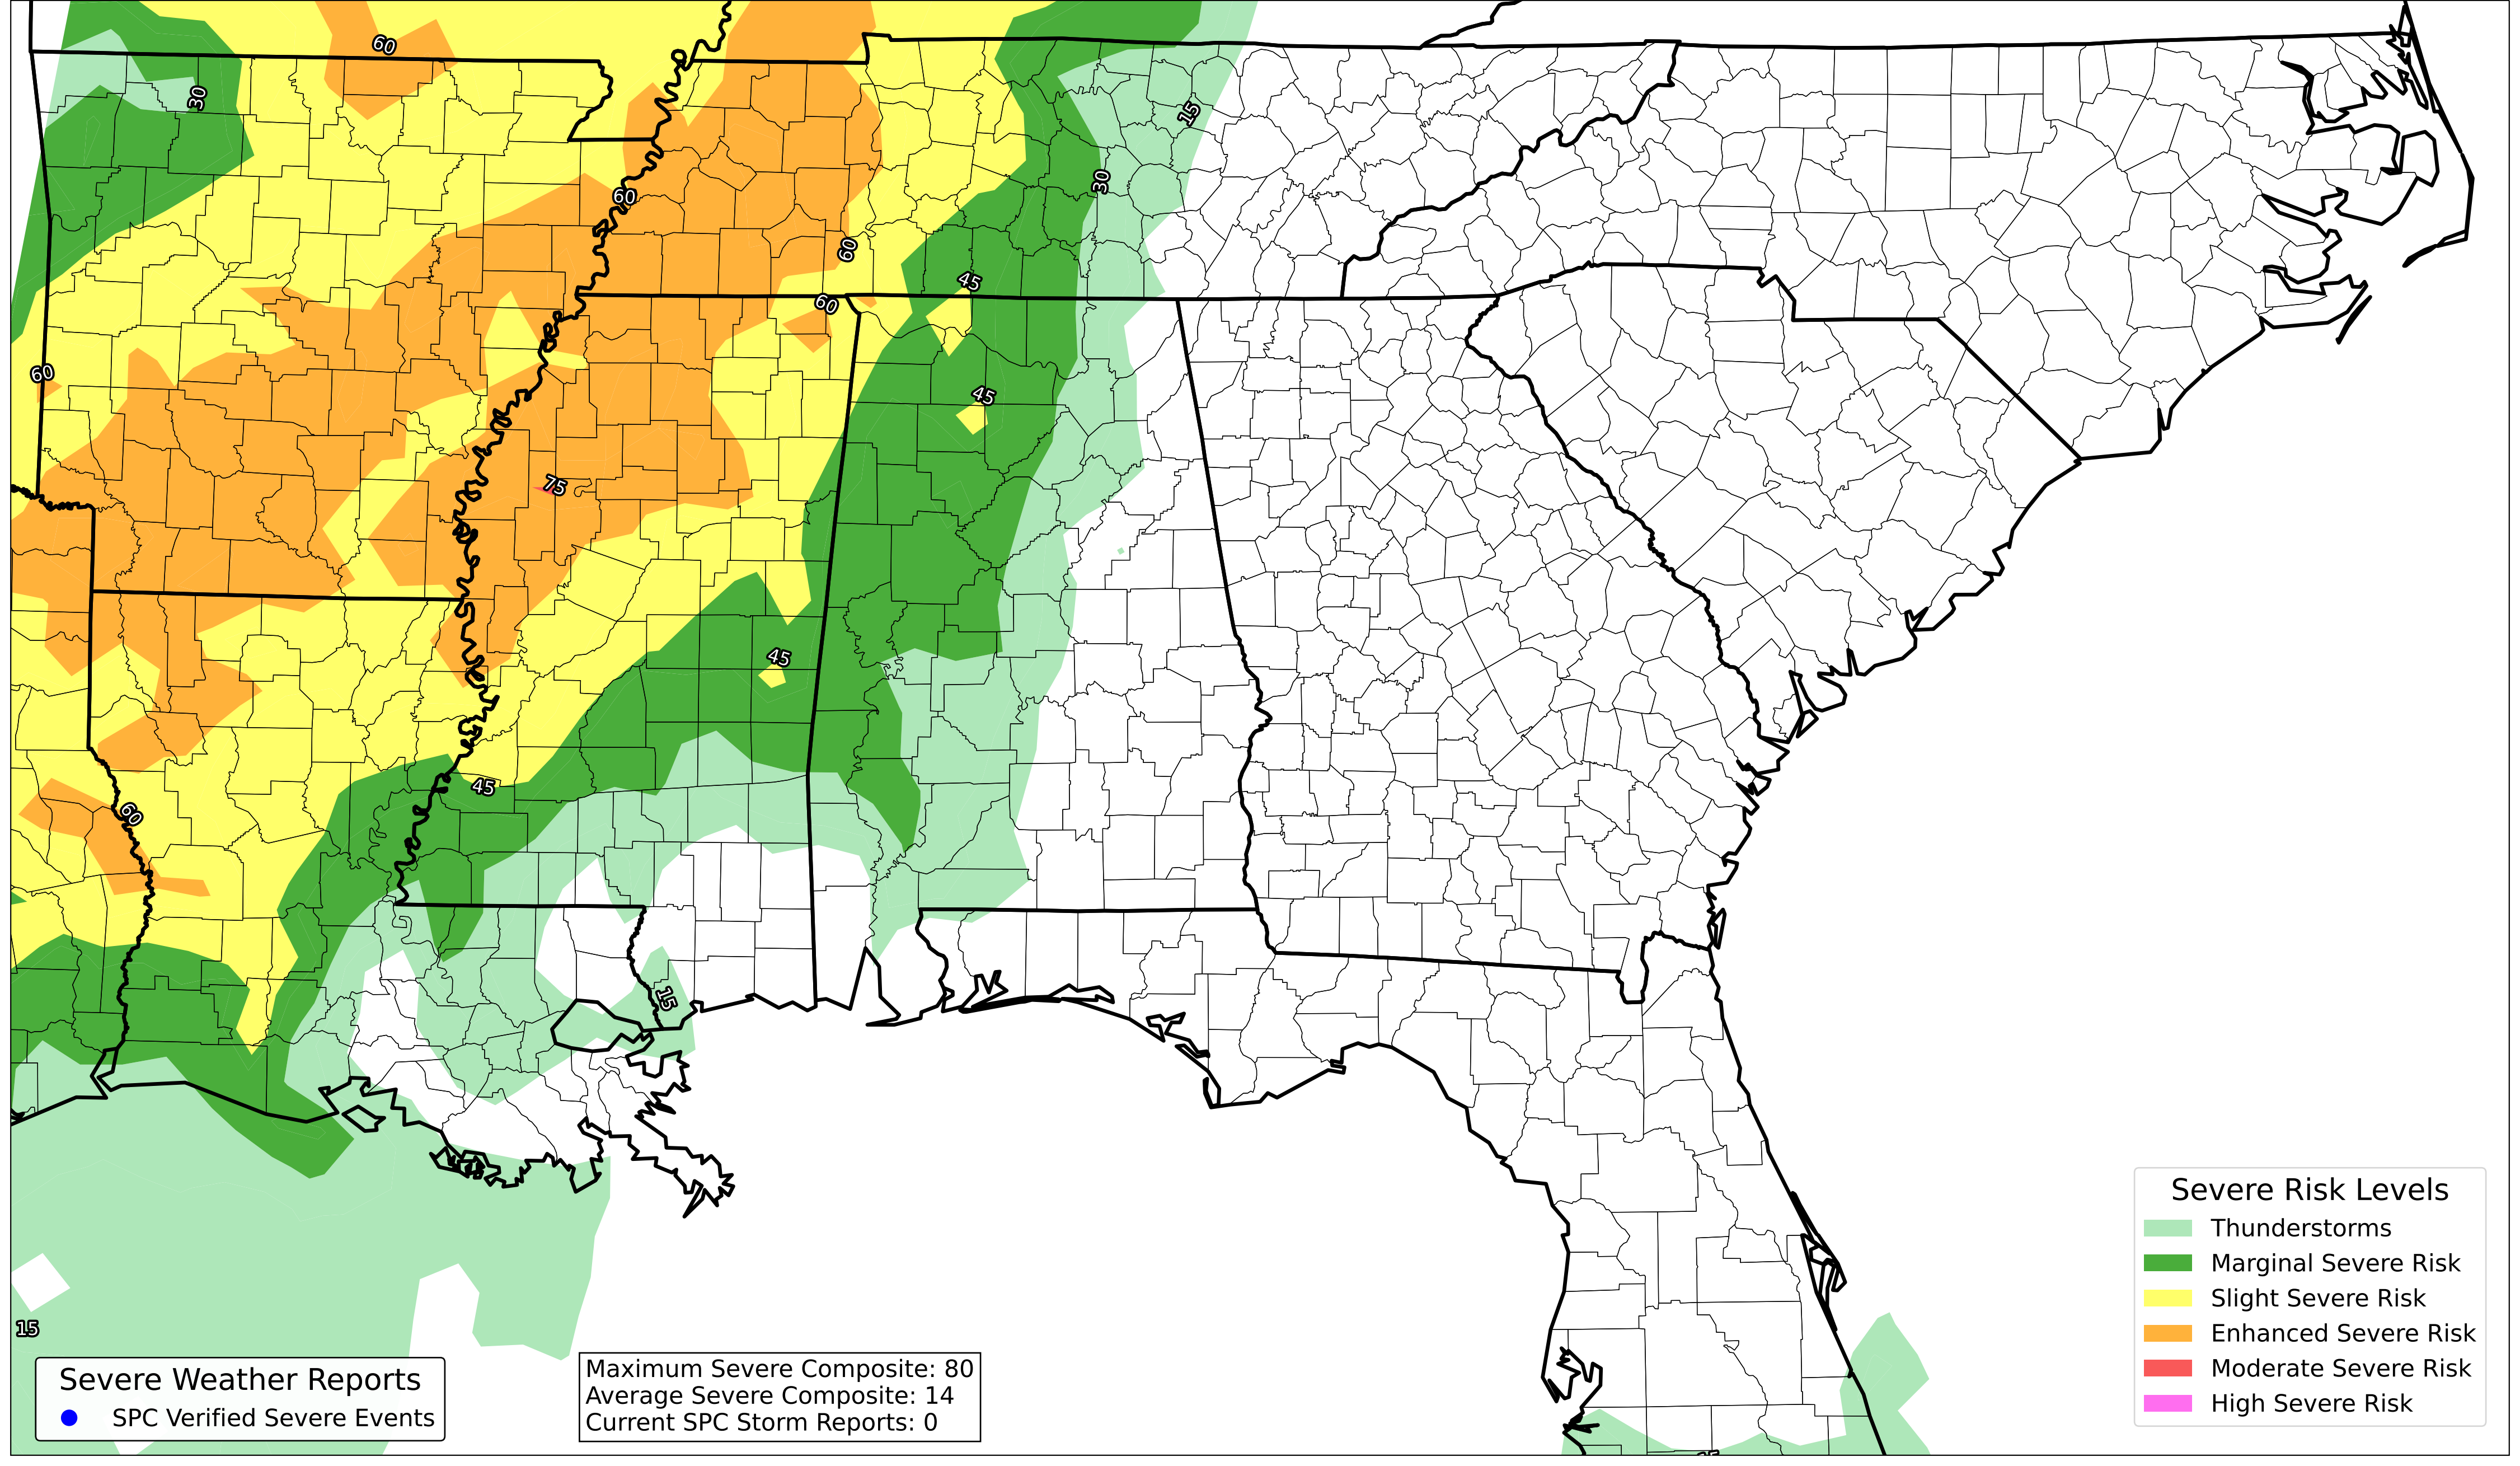 60
30
15
30
60
60
45
60
60
45
75
45
45
60
15
15
Severe Risk Levels
Thunderstorms
Marginal Severe Risk
Slight Severe Risk
Enhanced Severe Risk
Moderate Severe Risk
High Severe Risk
Severe Weather Reports
SPC Verified Severe Events
Maximum Severe Composite: 80
Average Severe Composite: 14
Current SPC Storm Reports: 0